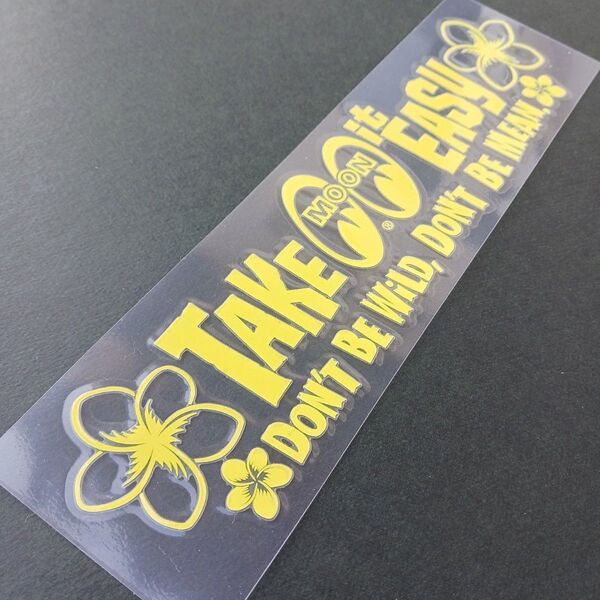 TAKE it EASY
MOON
®
DON'T BE WiLD, DON'T BE MEAN